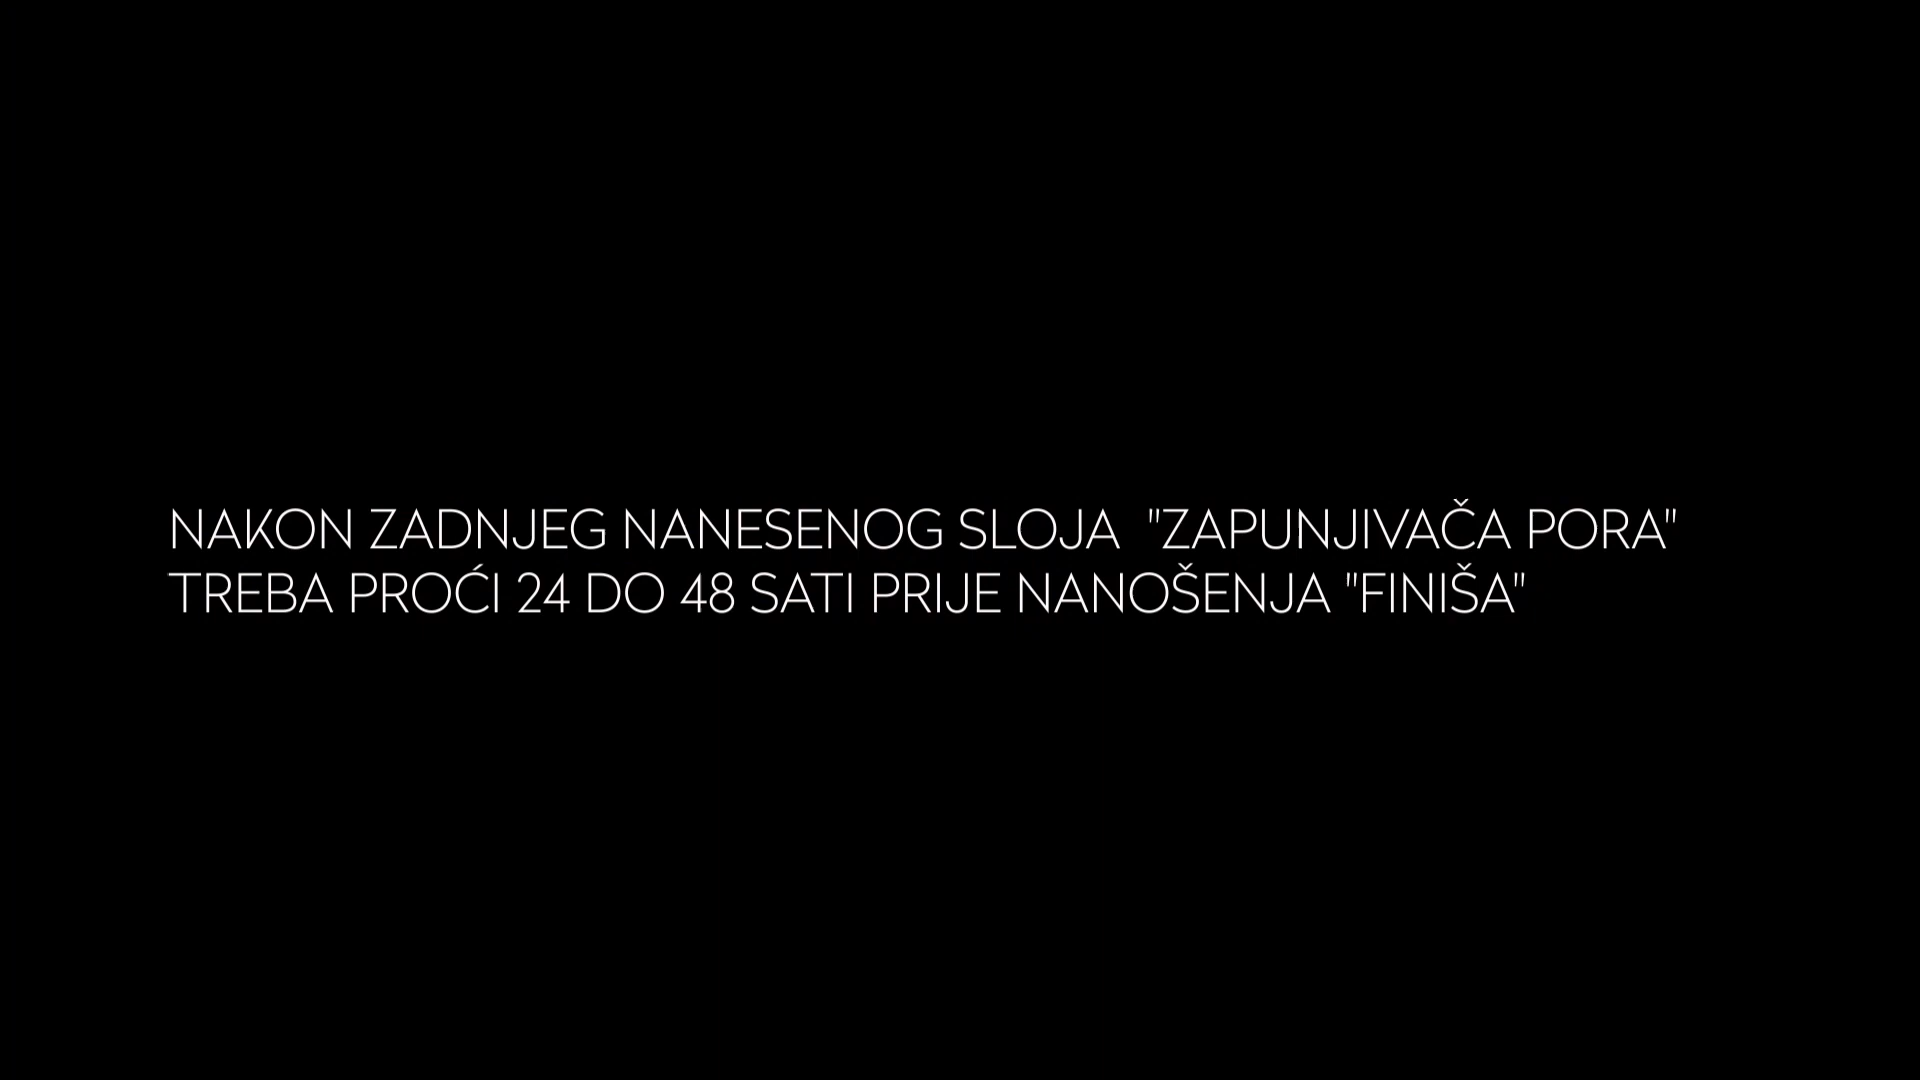 NAKON ZADNJEG NANESENOG SLOJA  "ZAPUNJIVAČA PORA"
TREBA PROĆI 24 DO 48 SATI PRIJE NANOŠENJA "FINIŠA"